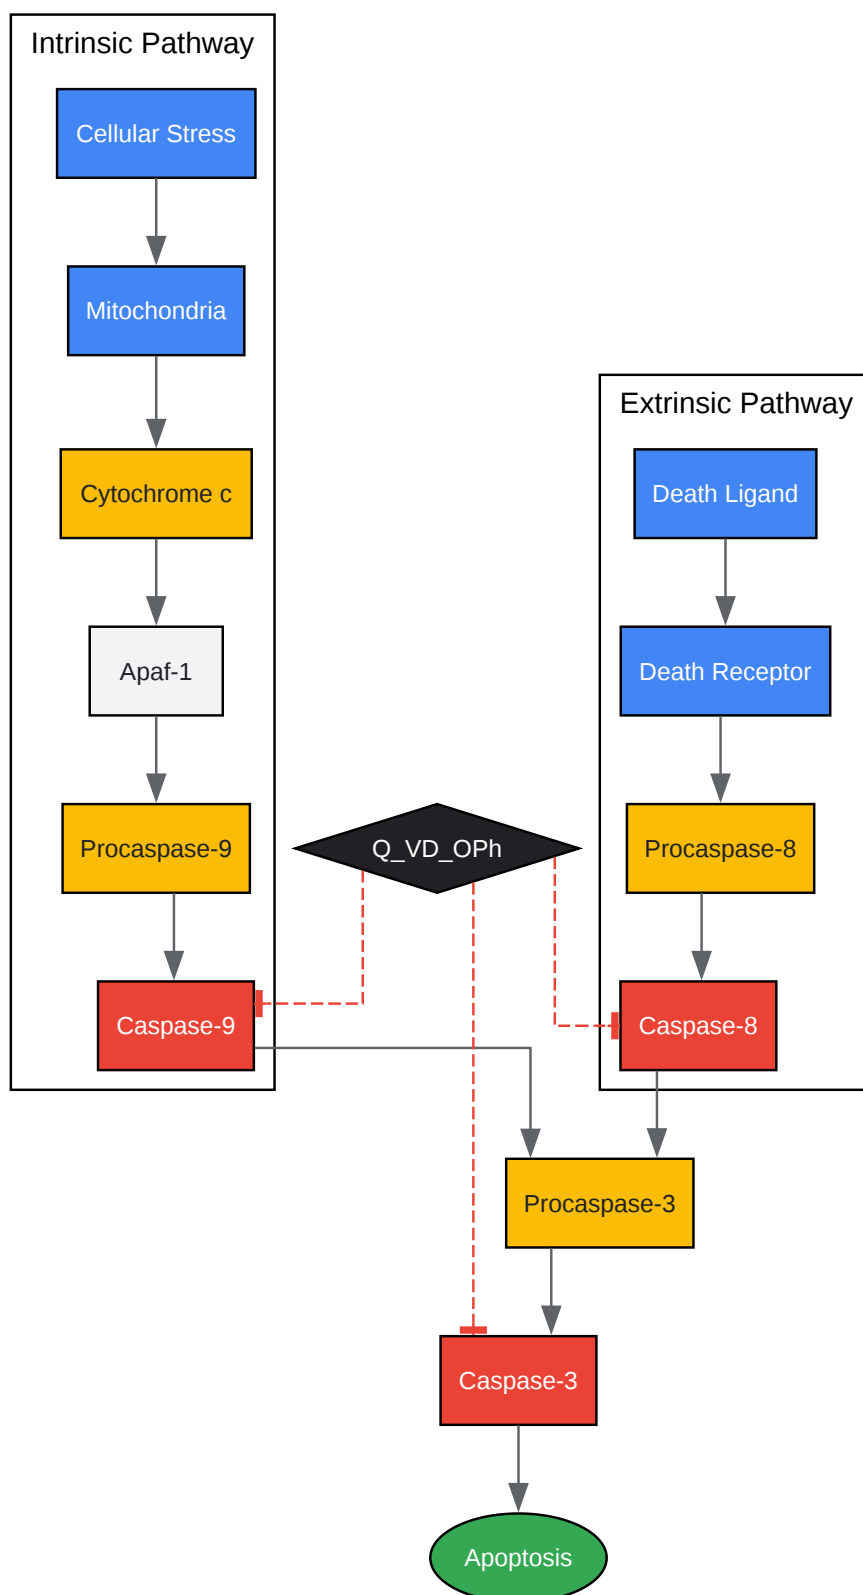 Intrinsic Pathway
Cellular Stress
Mitochondria
Cytochrome c
Apaf-1
Procaspase-9
Caspase-9
Q_VD_OPh
Extrinsic Pathway
Death Ligand
Death Receptor
Procaspase-8
Caspase-8
Procaspase-3
Caspase-3
Apoptosis